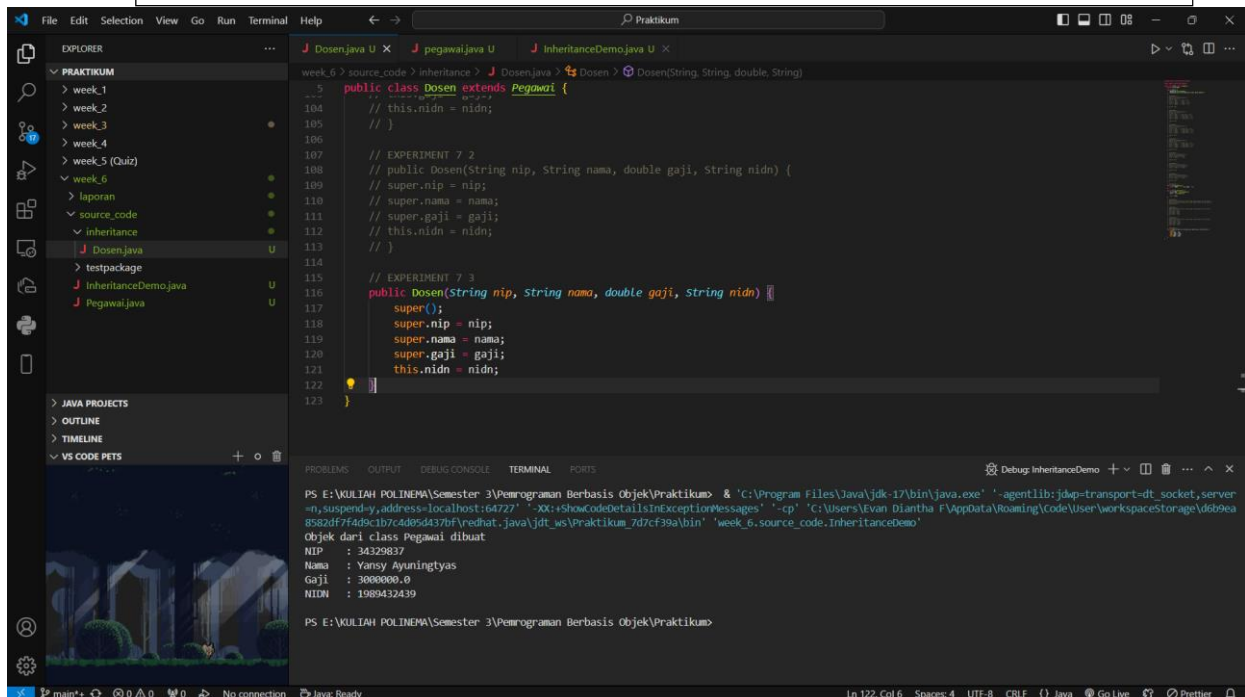 File Edit Selection View Go Run Terminal Help
Praktikum
EXPLORER
PRAKTIKUM
week_1
week_2
week_3
week_4
week_5 (Quiz)
week_6
laporan
source_code
inheritance
J Dosen.java U
testpackage
J InheritanceDemo.java U
J Pegawai.java U
JAVA PROJECTS
OUTLINE
TIMELINE
VS CODE PETS
17
J Dosen.java U J pegawai.java U J InheritanceDemo.java U
week_6 > source_code > inheritance > J Dosen.java > Dosen > Dosen(String, String, double, String)
5 public class Dosen extends Pegawai {
104 // this.nidn = nidn;
105 // }
106
107 // EXPERIMENT 7 2
108 // public Dosen(String nip, String nama, double gaji, String nidn) {
109 // super.nip = nip;
110 // super.nama = nama;
111 // super.gaji = gaji;
112 // this.nidn = nidn;
113 // }
114
115 // EXPERIMENT 7 3
116 public Dosen(String nip, String nama, double gaji, String nidn) {
117 super();
118 super.nip = nip;
119 super.nama = nama;
120 super.gaji = gaji;
121 this.nidn = nidn;
122 }
123 }
PROBLEMS OUTPUT DEBUG CONSOLE TERMINAL PORTS
Debug: InheritanceDemo
PS E:\KULIAH POLINEMA\Semester 3\Pemrograman Berbasis Objek\Praktikum> & 'C:\Program Files\Java\jdk-17\bin\java.exe' '-agentlib:jdwp=transport=dt_socket,server
=n,suspend=y,address=localhost:64727' '-XX:+ShowCodeDetailsInExceptionMessages' '-cp' 'C:\Users\Evan Diantha F\AppData\Roaming\Code\User\workspaceStorage\d6b9ea
8582df7f4d9c1b7c4d05d437bf\redhat.java\jdt_ws\Praktikum_7d7cf39a\bin' 'week_6.source_code.InheritanceDemo'
Objek dari class Pegawai dibuat
NIP : 34329837
Nama : Yansy Ayuningtyas
Gaji : 3000000.0
NIDN : 1989432439
PS E:\KULIAH POLINEMA\Semester 3\Pemrograman Berbasis Objek\Praktikum>
main*+ 0 0 0 No connection Java: Ready Ln 122, Col 6 Spaces: 4 UTF-8 CRLF {} Java Go Live Prettier